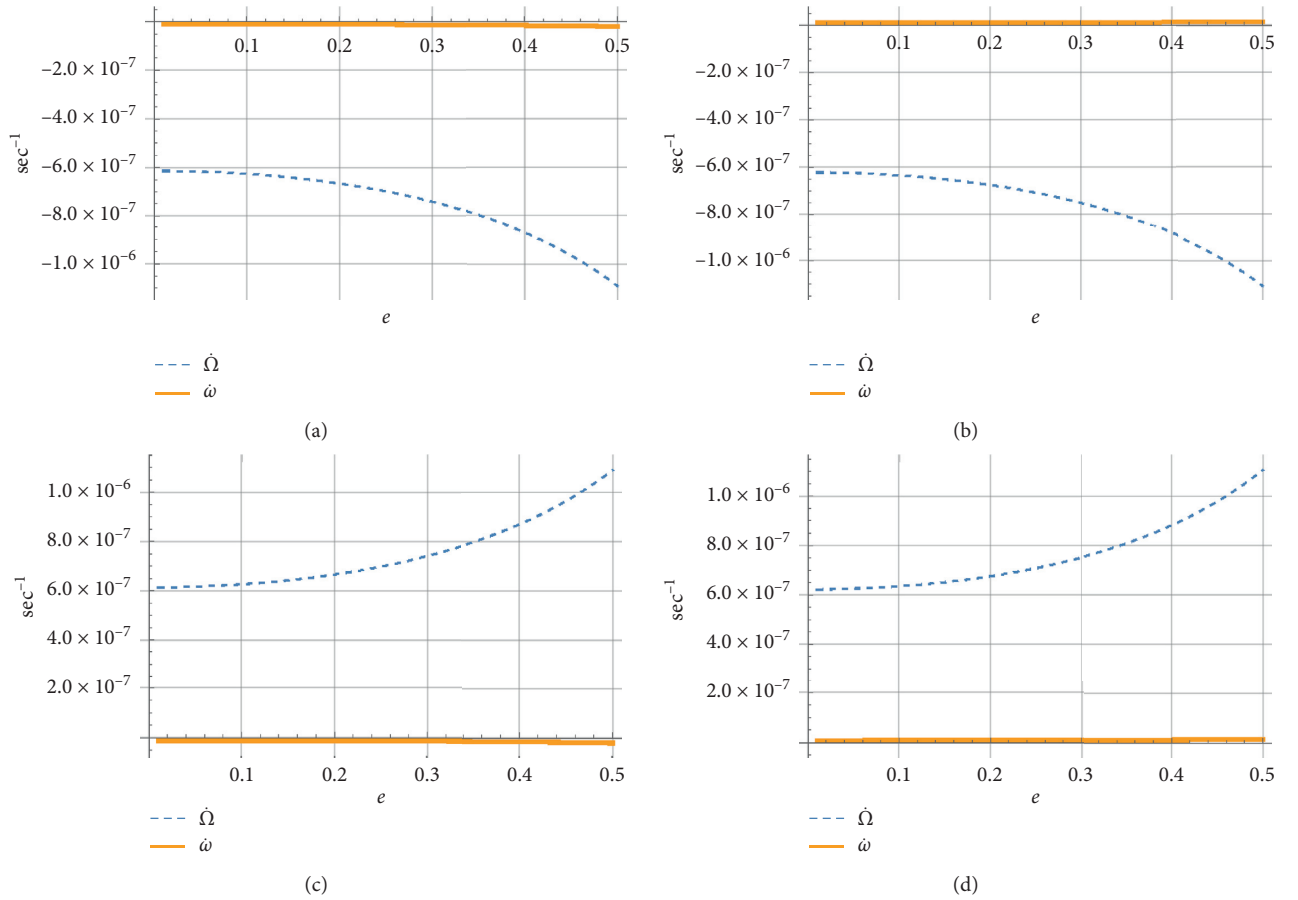 0.1 0.2 0.3 0.4 0.5
–2.0 × 10⁻⁷
–4.0 × 10⁻⁷
–6.0 × 10⁻⁷
–8.0 × 10⁻⁷
–1.0 × 10⁻⁶
sec⁻¹
e
Ω̇
ω̇
(a)
0.1 0.2 0.3 0.4 0.5
–2.0 × 10⁻⁷
–4.0 × 10⁻⁷
–6.0 × 10⁻⁷
–8.0 × 10⁻⁷
–1.0 × 10⁻⁶
sec⁻¹
e
Ω̇
ω̇
(b)
1.0 × 10⁻⁶
8.0 × 10⁻⁷
6.0 × 10⁻⁷
4.0 × 10⁻⁷
2.0 × 10⁻⁷
sec⁻¹
0.1 0.2 0.3 0.4 0.5
e
Ω̇
ω̇
(c)
1.0 × 10⁻⁶
8.0 × 10⁻⁷
6.0 × 10⁻⁷
4.0 × 10⁻⁷
2.0 × 10⁻⁷
sec⁻¹
0.1 0.2 0.3 0.4 0.5
e
Ω̇
ω̇
(d)